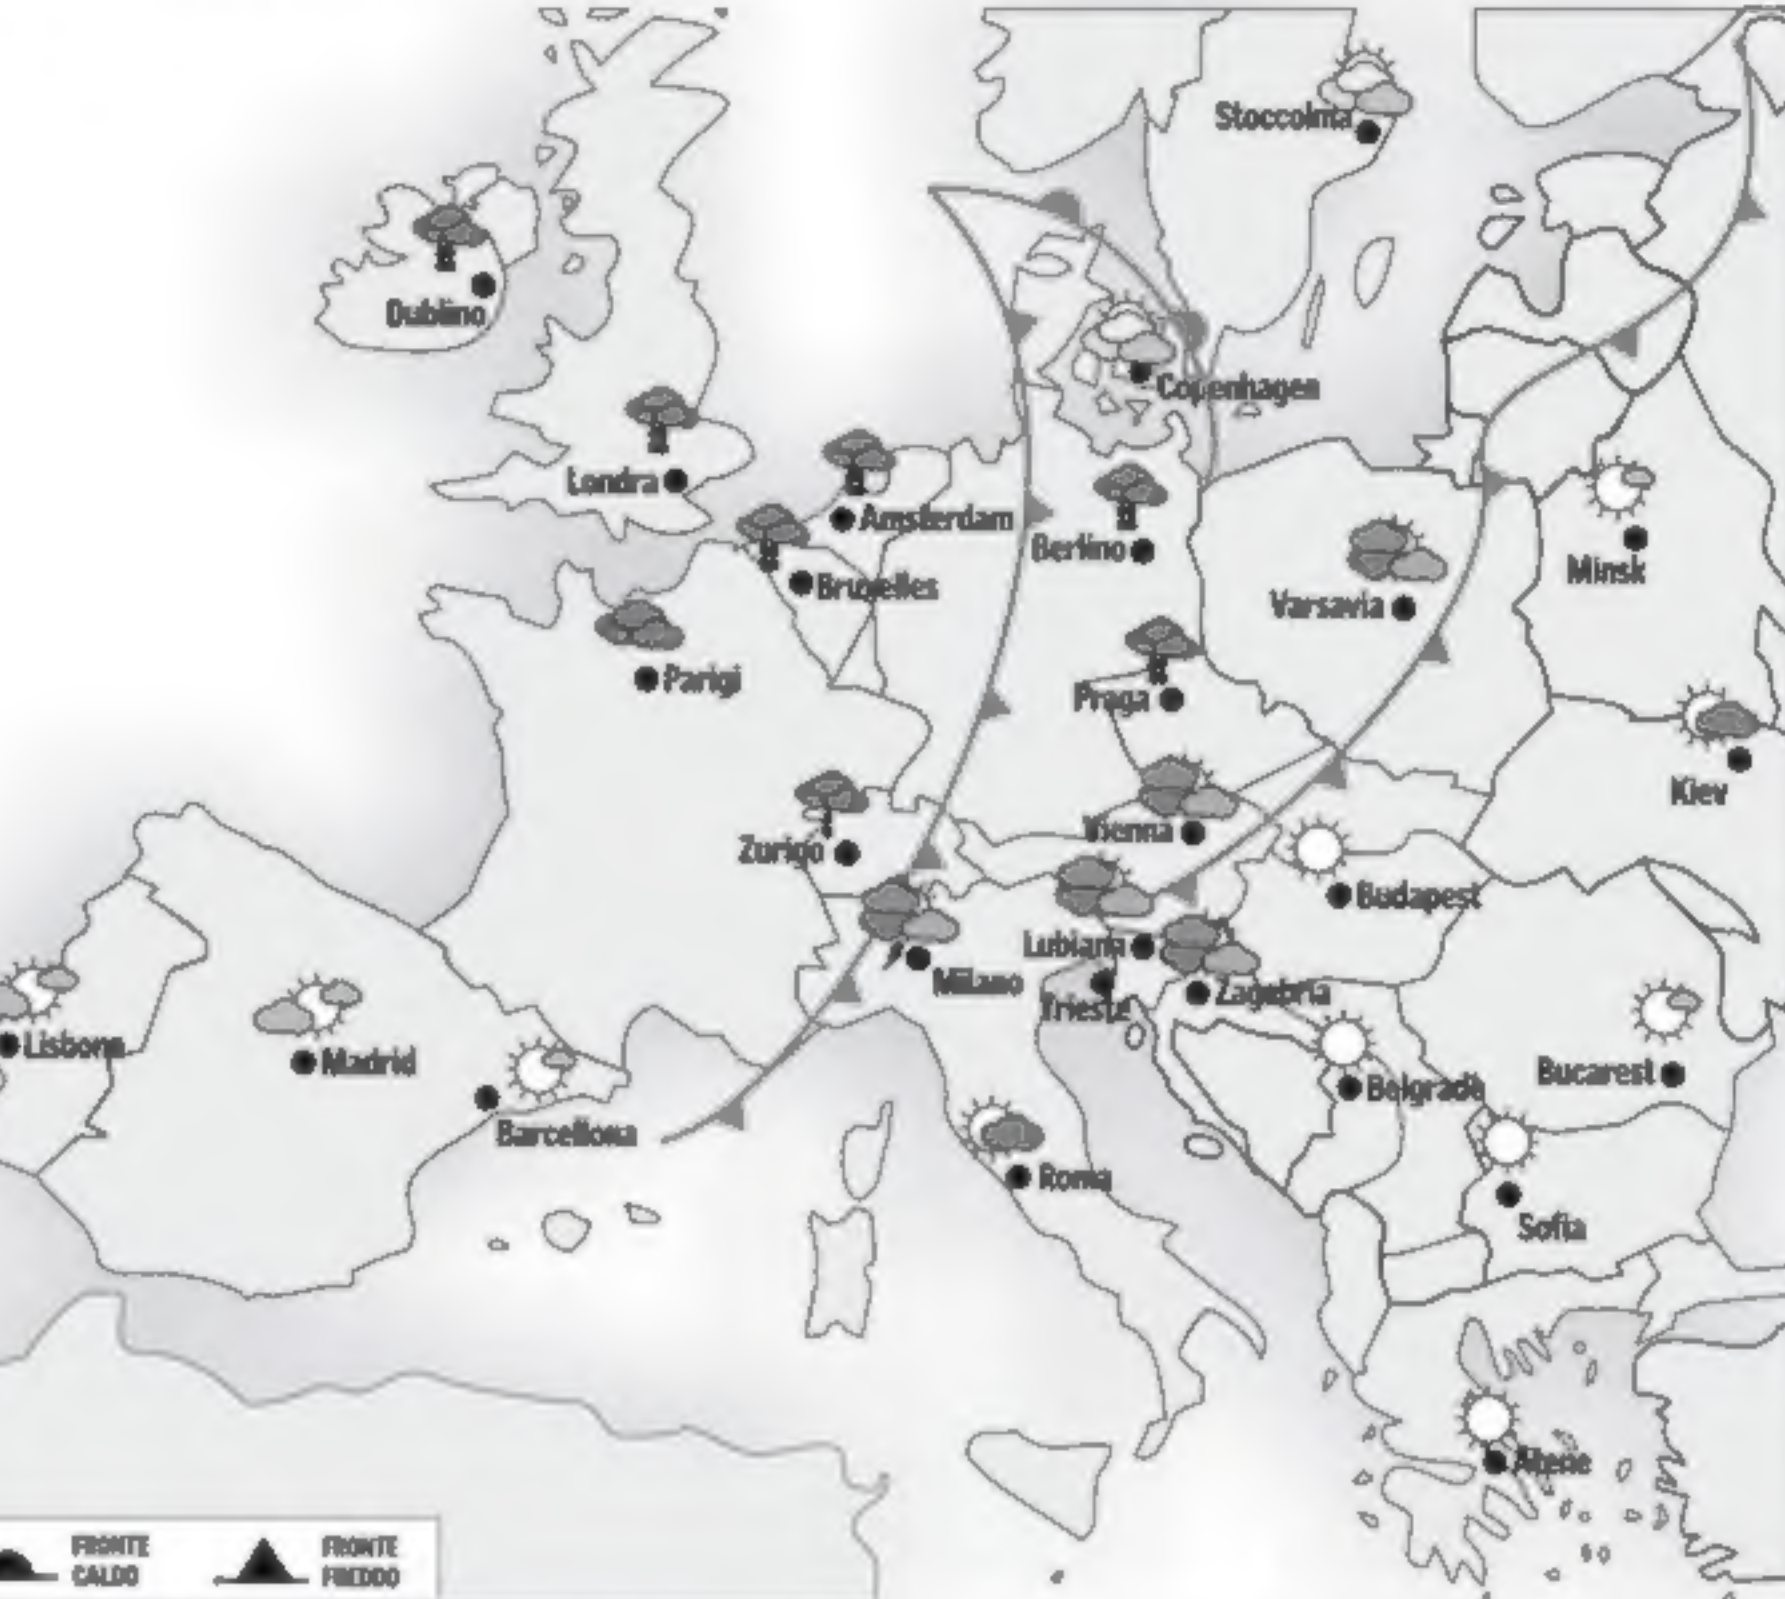 Stoccolma
Dublino
Copenhagen
Londra
Amsterdam
Berlino
Minsk
Bruxelles
Varsavia
Parigi
Praga
Kiev
Vienna
Zurigo
Budapest
Lubiana
Milano
Zagabria
Trieste
Lisbona
Madrid
Bucarest
Belgrado
Barcellona
Roma
Sofia
Atene
FRONTE
CALDO
FRONTE
FREDDO